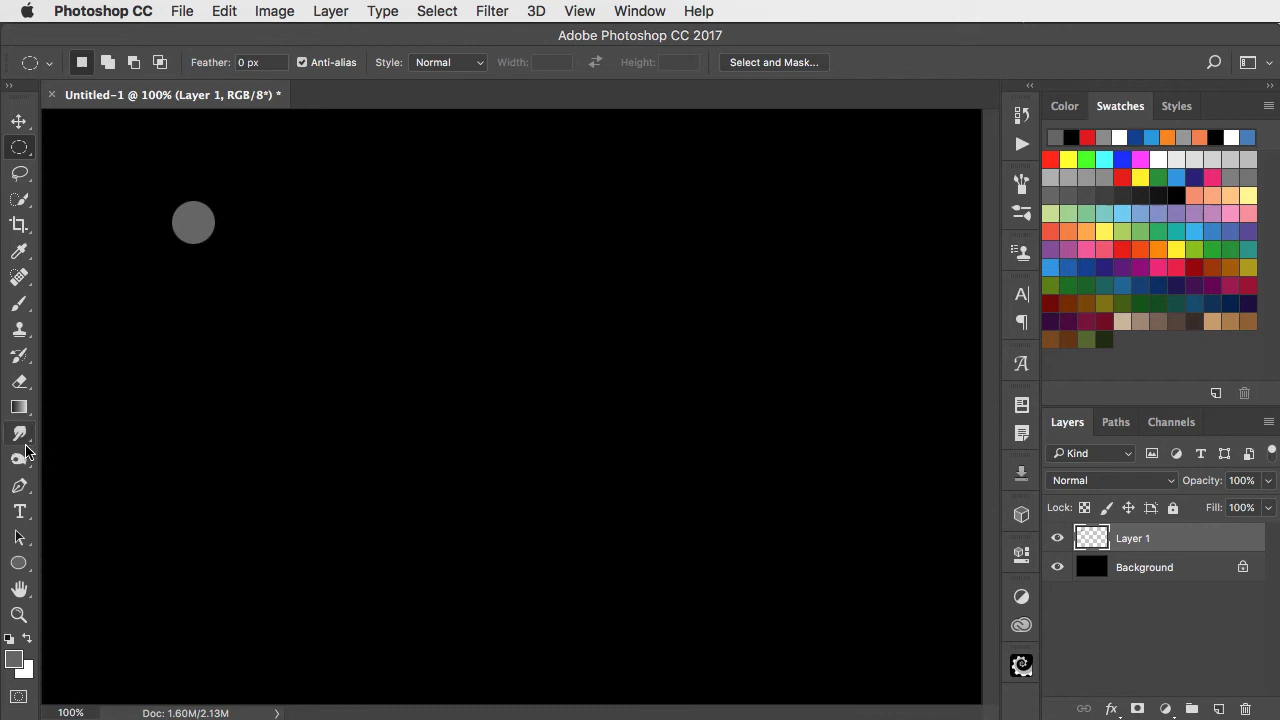 Photoshop CC File Edit Image Layer Type Select Filter 3D View Window Help
Adobe Photoshop CC 2017
Feather: 0 px Anti-alias Style: Normal Width: Height: Select and Mask...
Untitled-1 @ 100% (Layer 1, RGB/8*) *
Color Swatches Styles
Layers Paths Channels
Kind
Normal Opacity: 100%
Lock: Fill: 100%
Layer 1
Background
100% Doc: 1.60M/2.13M